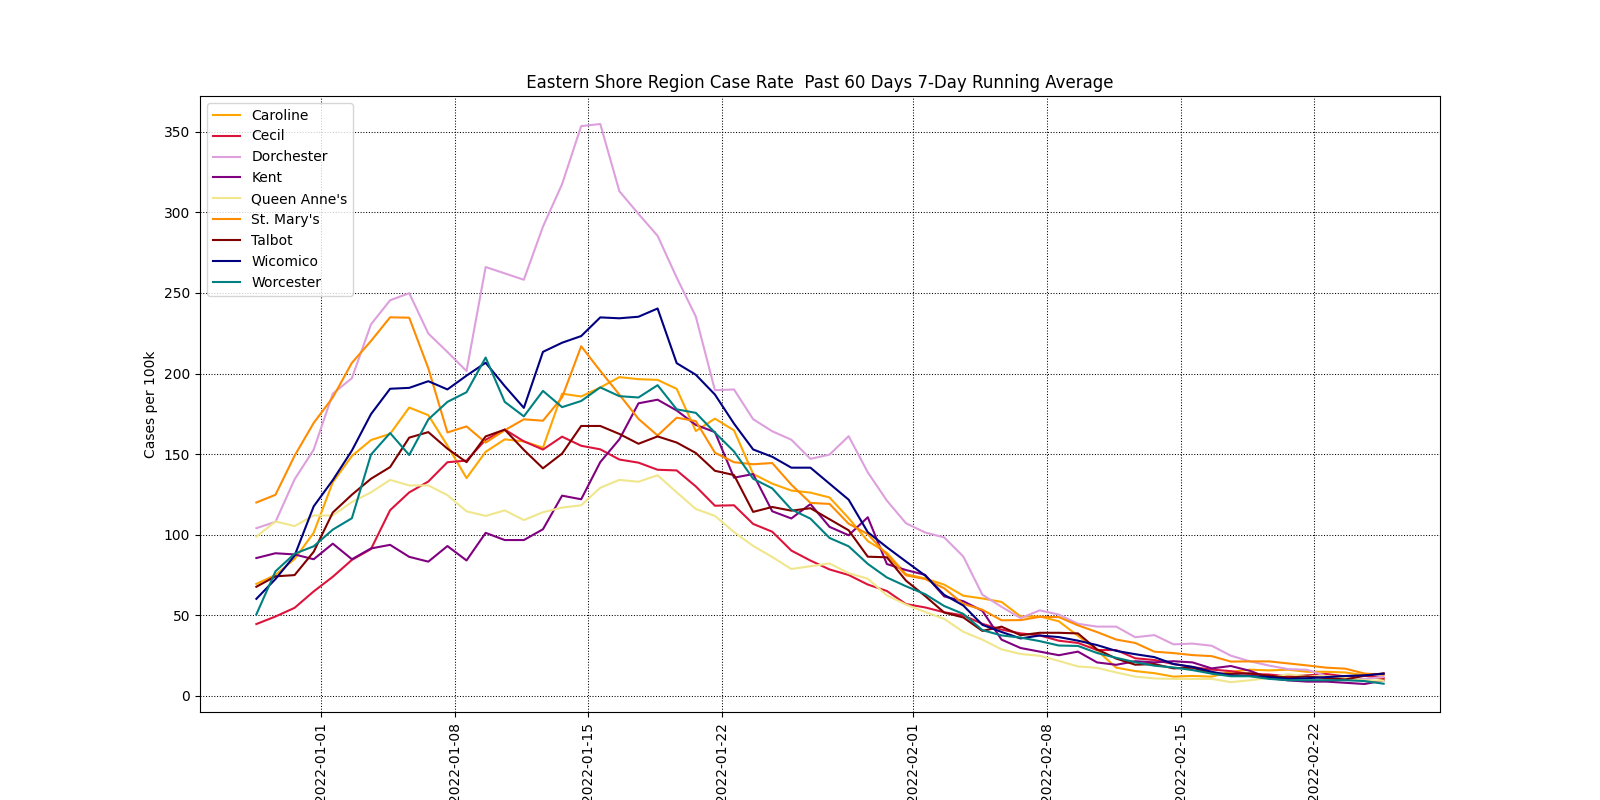 Eastern Shore Region Case Rate  Past 60 Days 7-Day Running Average
Cases per 100k
350
300
250
200
150
100
50
0
Caroline
Cecil
Dorchester
Kent
Queen Anne's
St. Mary's
Talbot
Wicomico
Worcester
2022-01-01
2022-01-08
2022-01-15
2022-01-22
2022-02-01
2022-02-08
2022-02-15
2022-02-22